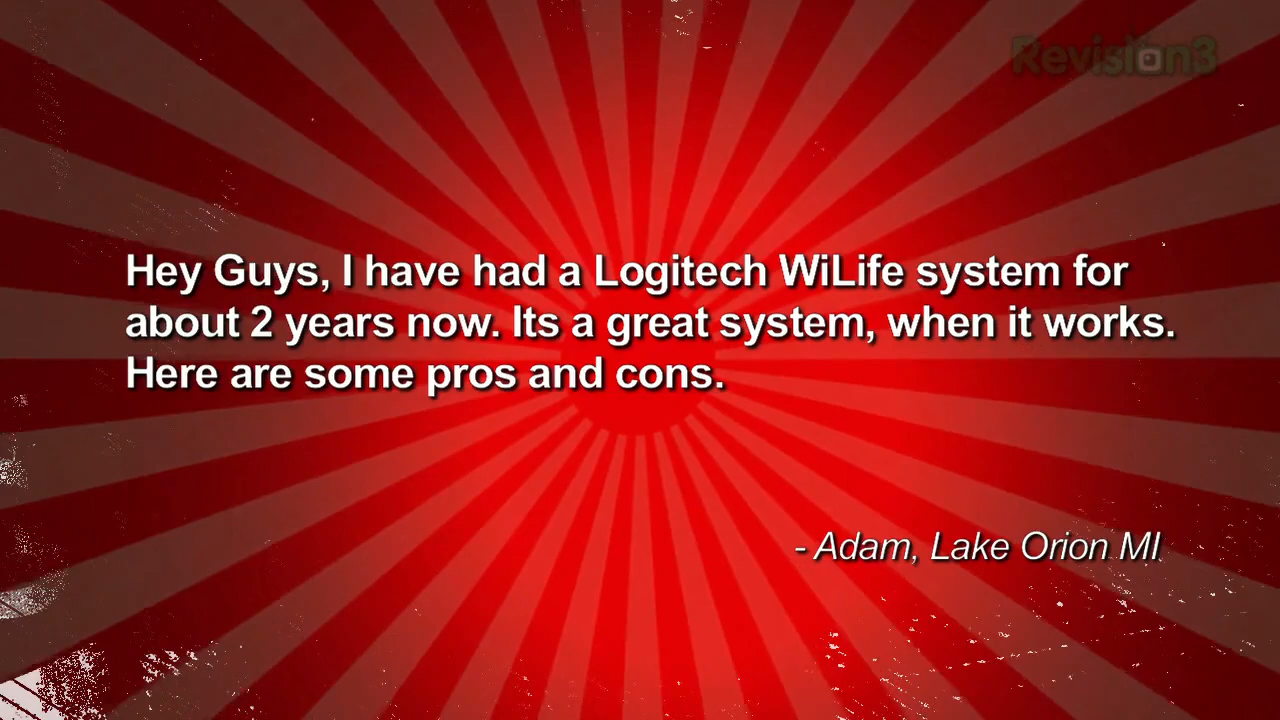 Revision3
Hey Guys, I have had a Logitech WiLife system for
about 2 years now. Its a great system, when it works.
Here are some pros and cons.
- Adam, Lake Orion MI